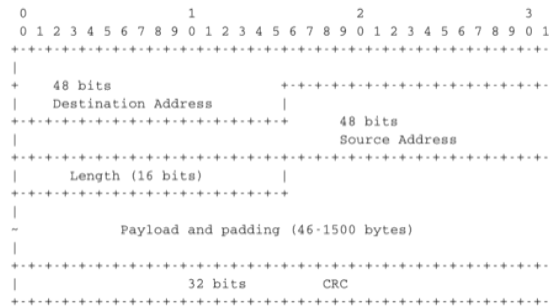 0 1 2 3
0 1 2 3 4 5 6 7 8 9 0 1 2 3 4 5 6 7 8 9 0 1 2 3 4 5 6 7 8 9 0 1
48 bits
Destination Address
48 bits
Source Address
Length (16 bits)
Payload and padding (46-1500 bytes)
32 bits CRC